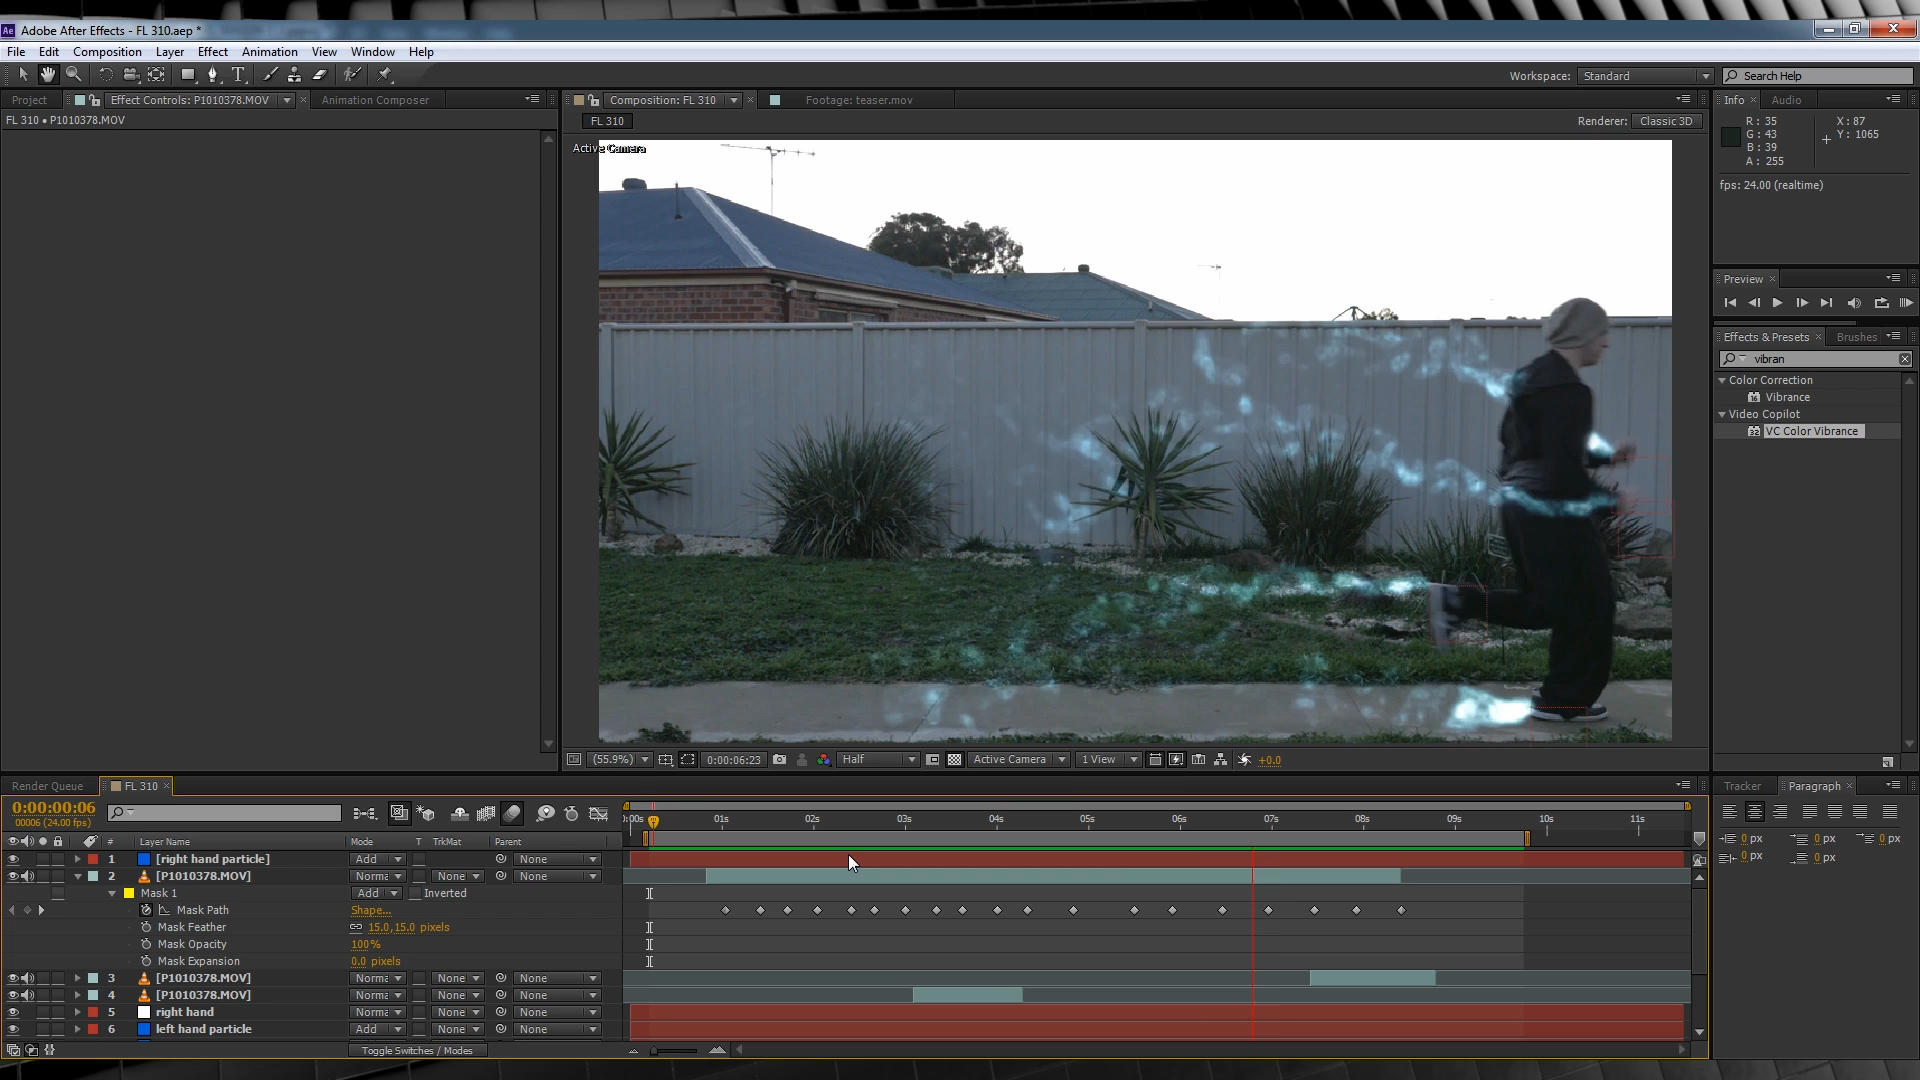 Ae Adobe After Effects - FL 310.aep *
File Edit Composition Layer Effect Animation View Window Help
Workspace: Standard Search Help
Project Effect Controls: P1010378.MOV Animation Composer
Composition: FL 310 Footage: teaser.mov
Info Audio
FL 310 • P1010378.MOV
FL 310
Renderer: Classic 3D
R: 35
G: 43
B: 39
A: 255
X: 87
Y: 1065
Active Camera
fps: 24.00 (realtime)
Preview
Effects & Presets Brushes
vibran
Color Correction
Vibrance
Video Copilot
VC Color Vibrance
(55.9%) 0:00:06:23 Half Active Camera 1 View +0.0
Render Queue FL 310
Tracker Paragraph
0:00:00:06
00006 (24.00 fps)
0:00s 01s 02s 03s 04s 05s 06s 07s 08s 09s 10s 11s
0 px 0 px 0 px
0 px 0 px
# Layer Name Mode T TrkMat Parent
1 [right hand particle] Add None
2 [P1010378.MOV] Norma None None
Mask 1 Add Inverted
Mask Path Shape...
Mask Feather 15.0,15.0 pixels
Mask Opacity 100%
Mask Expansion 0.0 pixels
3 [P1010378.MOV] Norma None None
4 [P1010378.MOV] Norma None None
5 right hand Norma None None
6 left hand particle Add None None
Toggle Switches / Modes